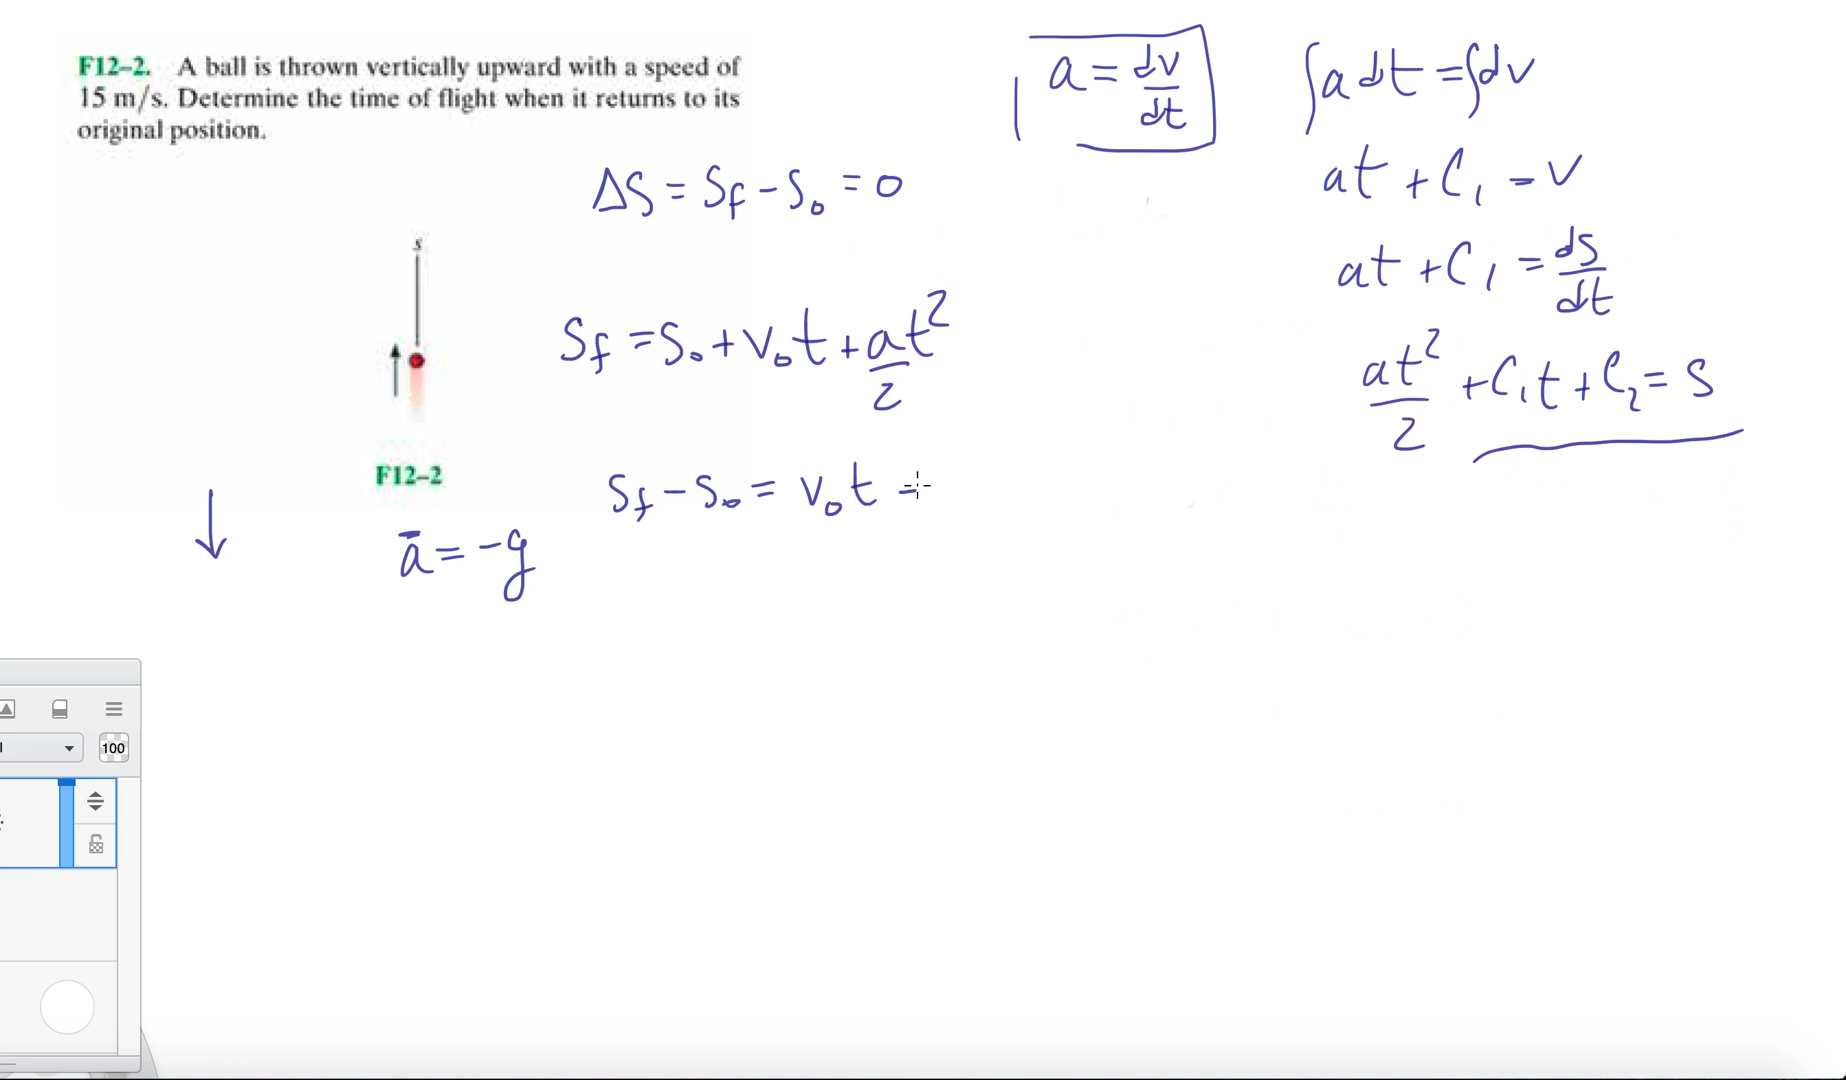 F12–2. A ball is thrown vertically upward with a speed of
15 m/s. Determine the time of flight when it returns to its
original position.
s
F12–2
ΔS = Sf - S₀ = 0
Sf = S₀ + V₀t + at²/2
Sf - S₀ = V₀t -
a̅ = -g
a = dv/dt
∫a dt = ∫dv
at + C₁ = V
at + C₁ = ds/dt
at²/2 + C₁t + C₂ = S
100